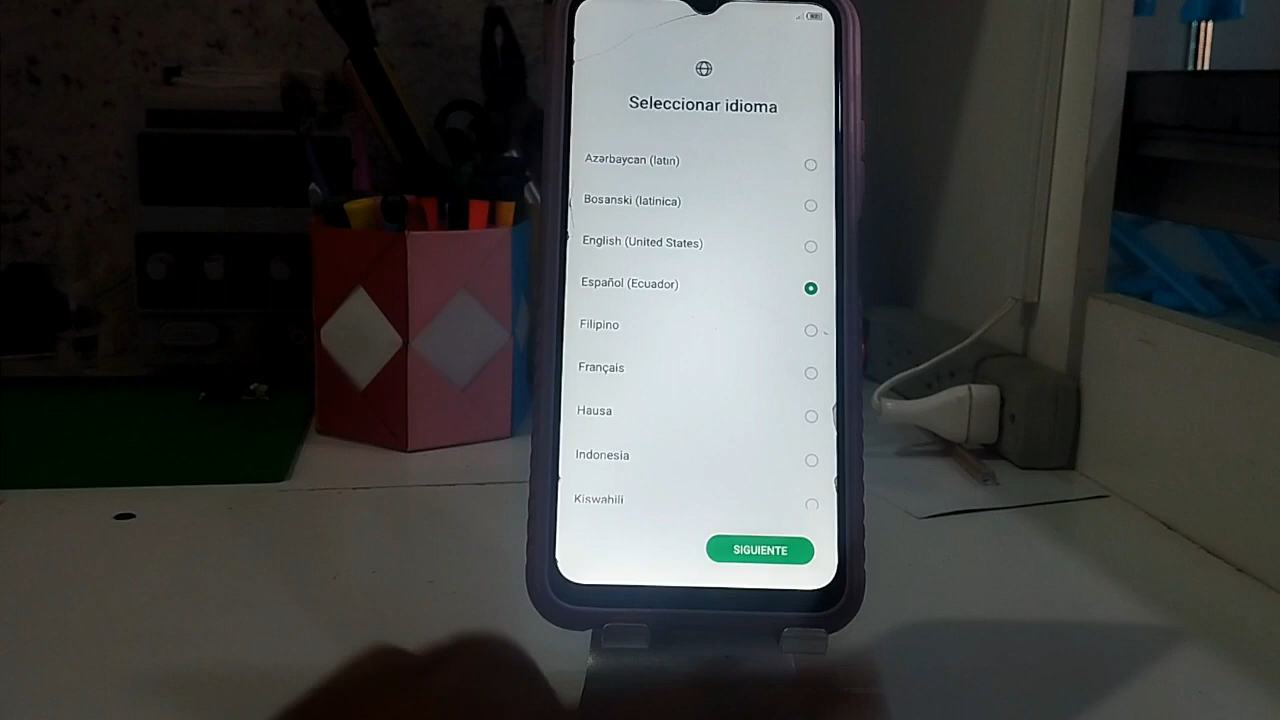 Seleccionar idioma
Azərbaycan (latın)
Bosanski (latinica)
English (United States)
Español (Ecuador)
Filipino
Français
Hausa
Indonesia
Kiswahili
SIGUIENTE